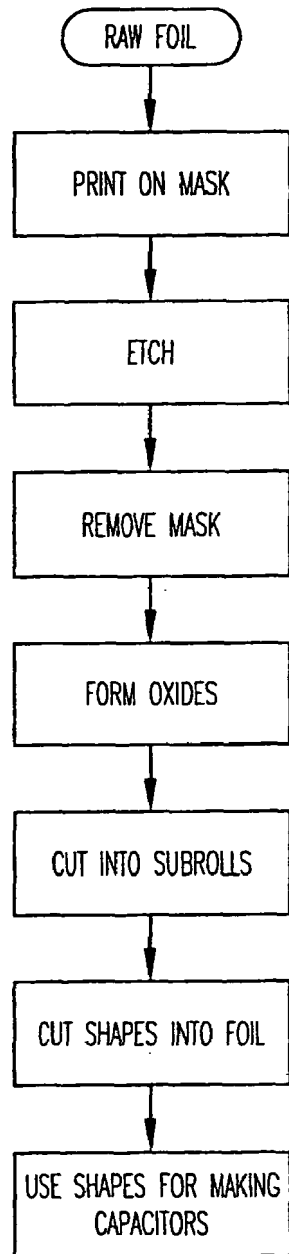 RAW FOIL
PRINT ON MASK
ETCH
REMOVE MASK
FORM OXIDES
CUT INTO SUBROLLS
CUT SHAPES INTO FOIL
USE SHAPES FOR MAKING
CAPACITORS